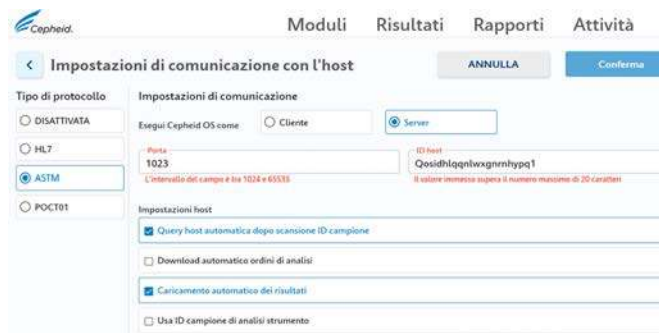 Cepheid.
Moduli Risultati Rapporti Attività
Impostazioni di comunicazione con l'host ANNULLA Conferma
Tipo di protocollo
Impostazioni di comunicazione
DISATTIVATA
Esegui Cepheid OS come Cliente Server
HL7
Porta ID host
1023 Qosidhlqqnlwxgnrnhypq1
ASTM
L'intervallo del campo è tra 1024 e 65535 Il valore immesso supera il numero massimo di 20 caratteri
POCT01
Impostazioni host
Query host automatica dopo scansione ID campione
Download automatico ordini di analisi
Caricamento automatico dei risultati
Usa ID campione di analisi strumento